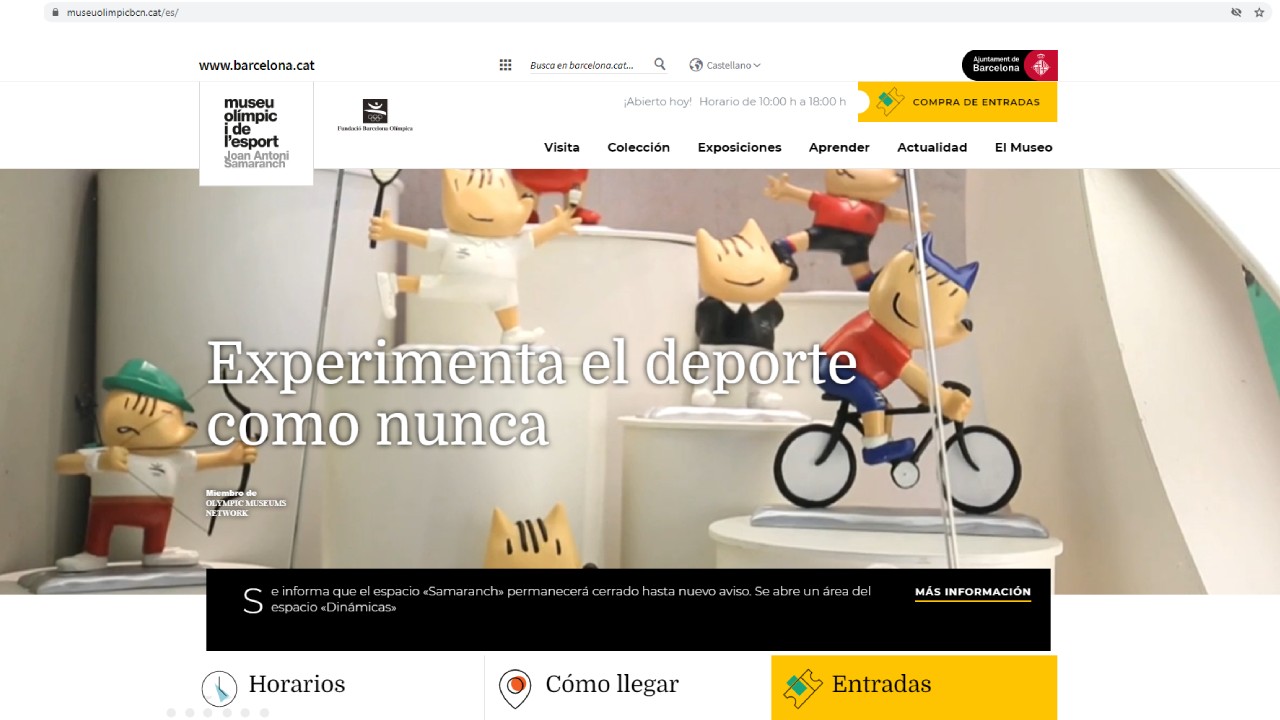 museuolimpicbcn.cat/es/
www.barcelona.cat
Busca en barcelona.cat...
Castellano
Ajuntament de
Barcelona
museu
olímpic
i de
l'esport
Joan Antoni
Samaranch
Fundació Barcelona Olímpica
¡Abierto hoy! Horario de 10:00 h a 18:00 h
COMPRA DE ENTRADAS
Visita Colección Exposiciones Aprender Actualidad El Museo
Experimenta el deporte
como nunca
Miembro de
OLYMPIC MUSEUMS
NETWORK
Se informa que el espacio «Samaranch» permanecerá cerrado hasta nuevo aviso. Se abre un área del
espacio «Dinámicas»
MÁS INFORMACIÓN
Horarios
Cómo llegar
Entradas